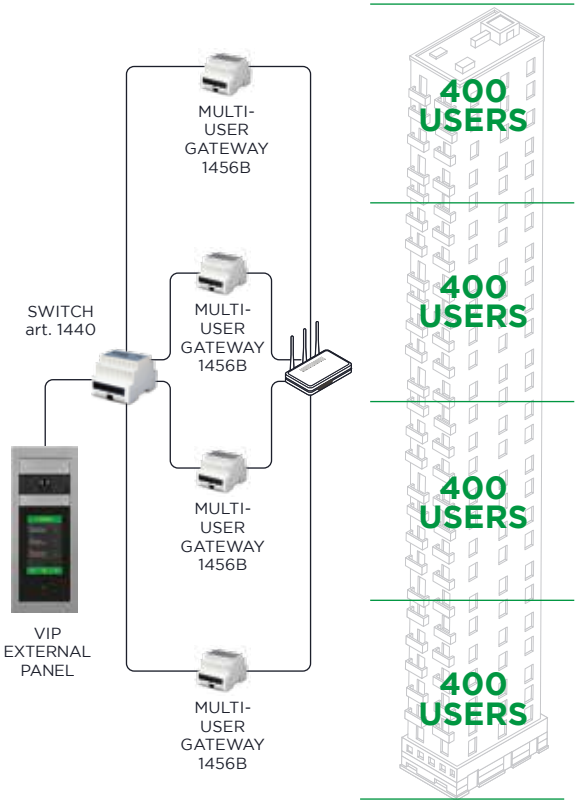 MULTI-
USER
GATEWAY
1456B
400
USERS
SWITCH
art. 1440
MULTI-
USER
GATEWAY
1456B
400
USERS
MULTI-
USER
GATEWAY
1456B
400
USERS
VIP
EXTERNAL
PANEL
MULTI-
USER
GATEWAY
1456B
400
USERS